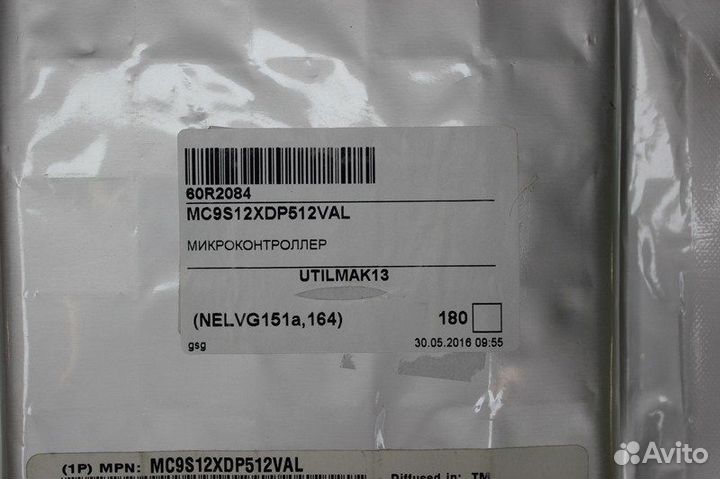 60R2084
MC9S12XDP512VAL
МИКРОКОНТРОЛЛЕР
UTILMAK13
(NELVG151a,164) 180
gsg 30.05.2016 09:55
(1P) MPN: MC9S12XDP512VAL
Diffused in:
Avito